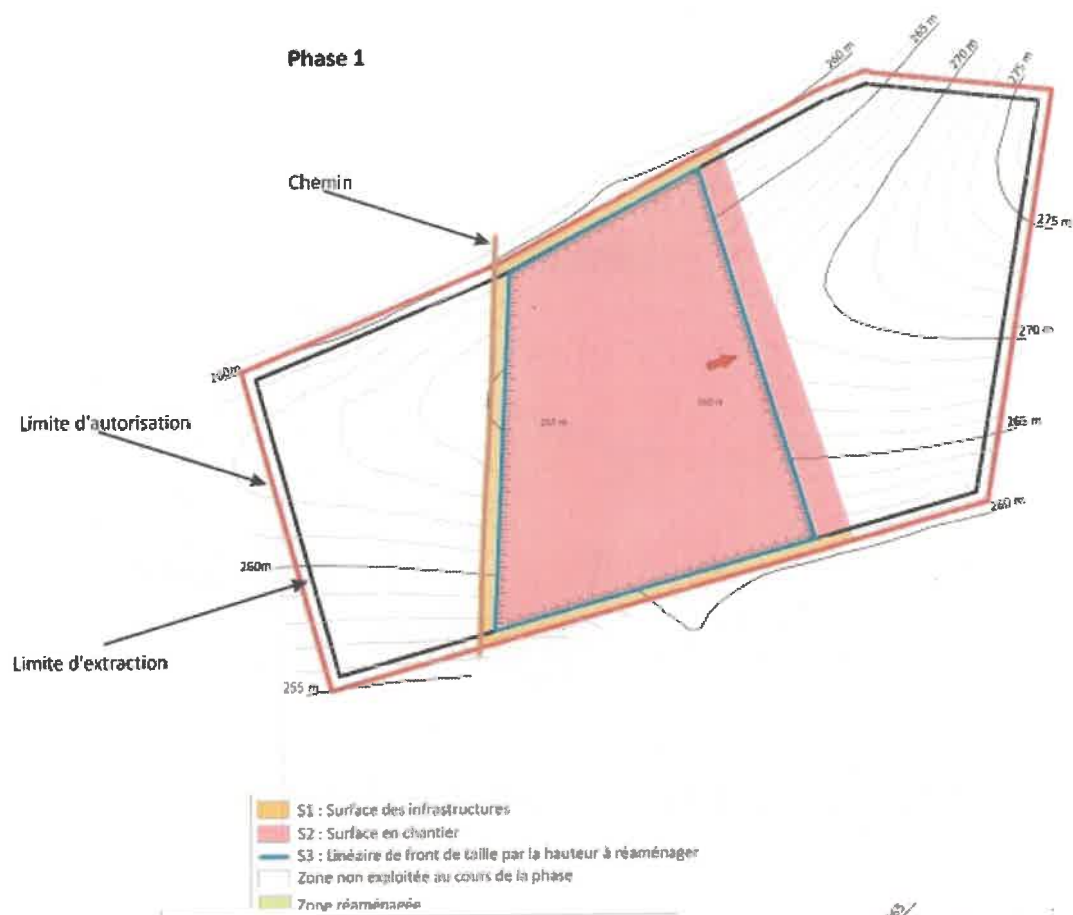 Phase 1
260 m
265 m
270 m
275 m
Chemin
275 m
270 m
Limite d'autorisation
265 m
260 m
260m
Limite d'extraction
255 m
S1 : Surface des infrastructures
S2 : Surface en chantier
S3 : Linéaire de front de taille par la hauteur à réaménager
Zone non exploitée au cours de la phase
Zone réaménagée